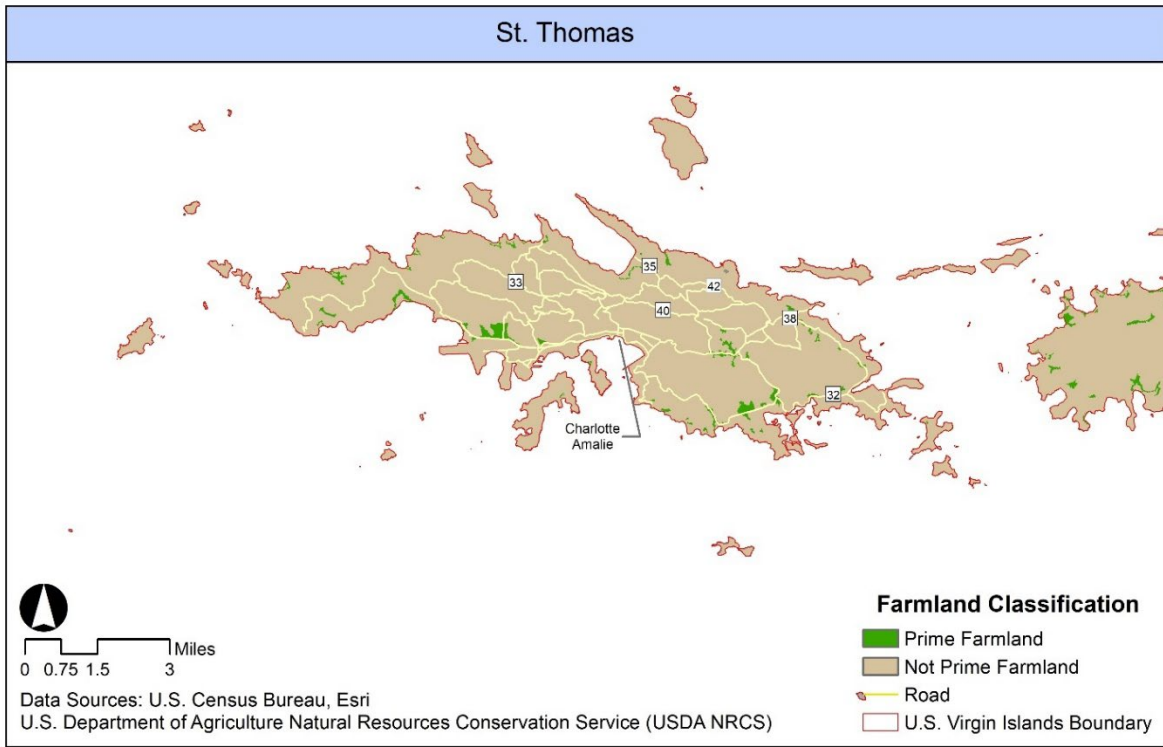 St. Thomas
35
33
42
40
38
32
Charlotte
Amalie
Miles
0 0.75 1.5 3
Data Sources: U.S. Census Bureau, Esri
U.S. Department of Agriculture Natural Resources Conservation Service (USDA NRCS)
Farmland Classification
Prime Farmland
Not Prime Farmland
Road
U.S. Virgin Islands Boundary